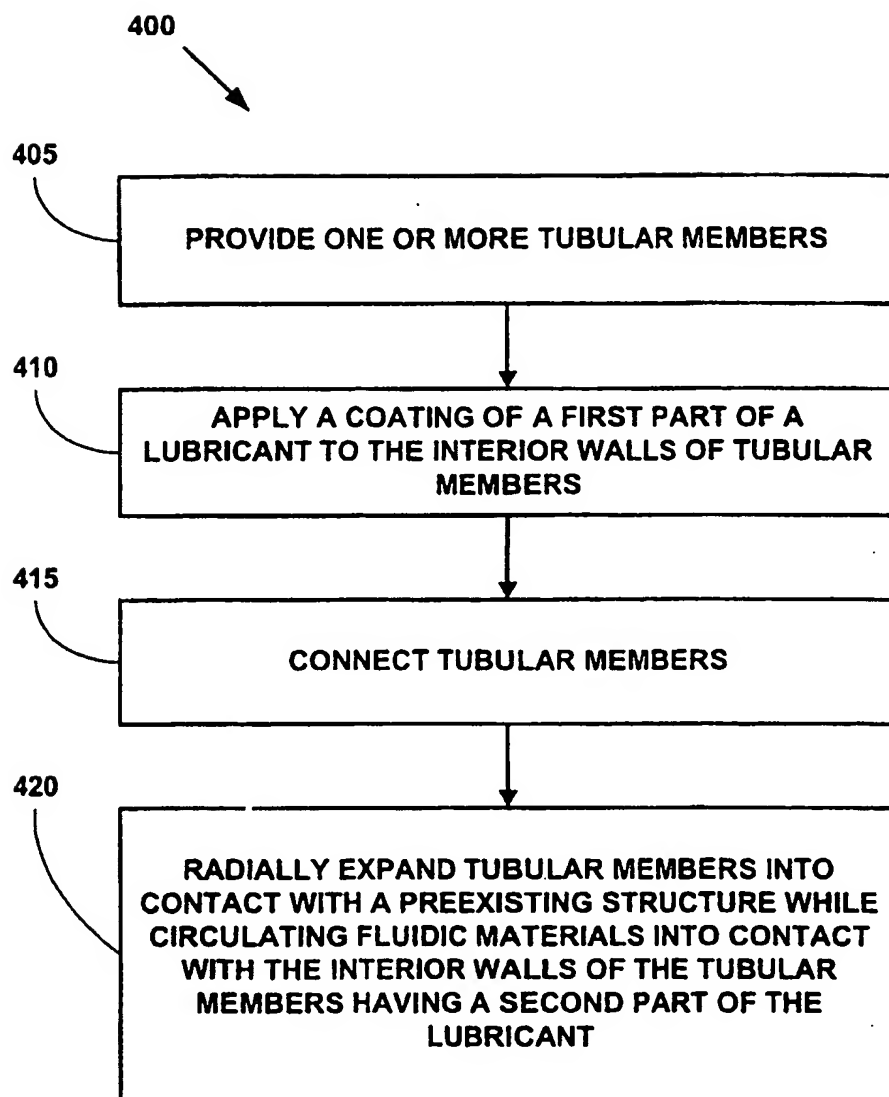 400
405
PROVIDE ONE OR MORE TUBULAR MEMBERS
410
APPLY A COATING OF A FIRST PART OF A
LUBRICANT TO THE INTERIOR WALLS OF TUBULAR
MEMBERS
415
CONNECT TUBULAR MEMBERS
420
RADIALLY EXPAND TUBULAR MEMBERS INTO
CONTACT WITH A PREEXISTING STRUCTURE WHILE
CIRCULATING FLUIDIC MATERIALS INTO CONTACT
WITH THE INTERIOR WALLS OF THE TUBULAR
MEMBERS HAVING A SECOND PART OF THE
LUBRICANT